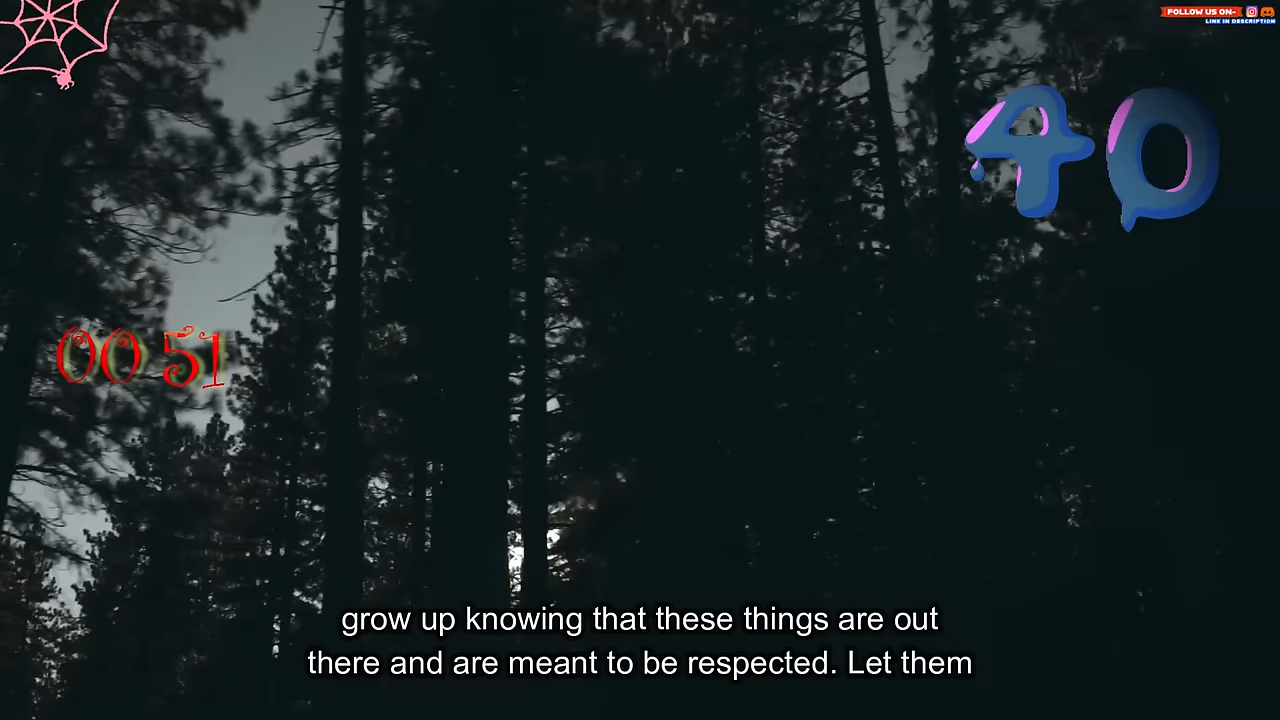 FOLLOW US ON-
LINK IN DESCRIPTION
40
00 51
grow up knowing that these things are out
there and are meant to be respected. Let them